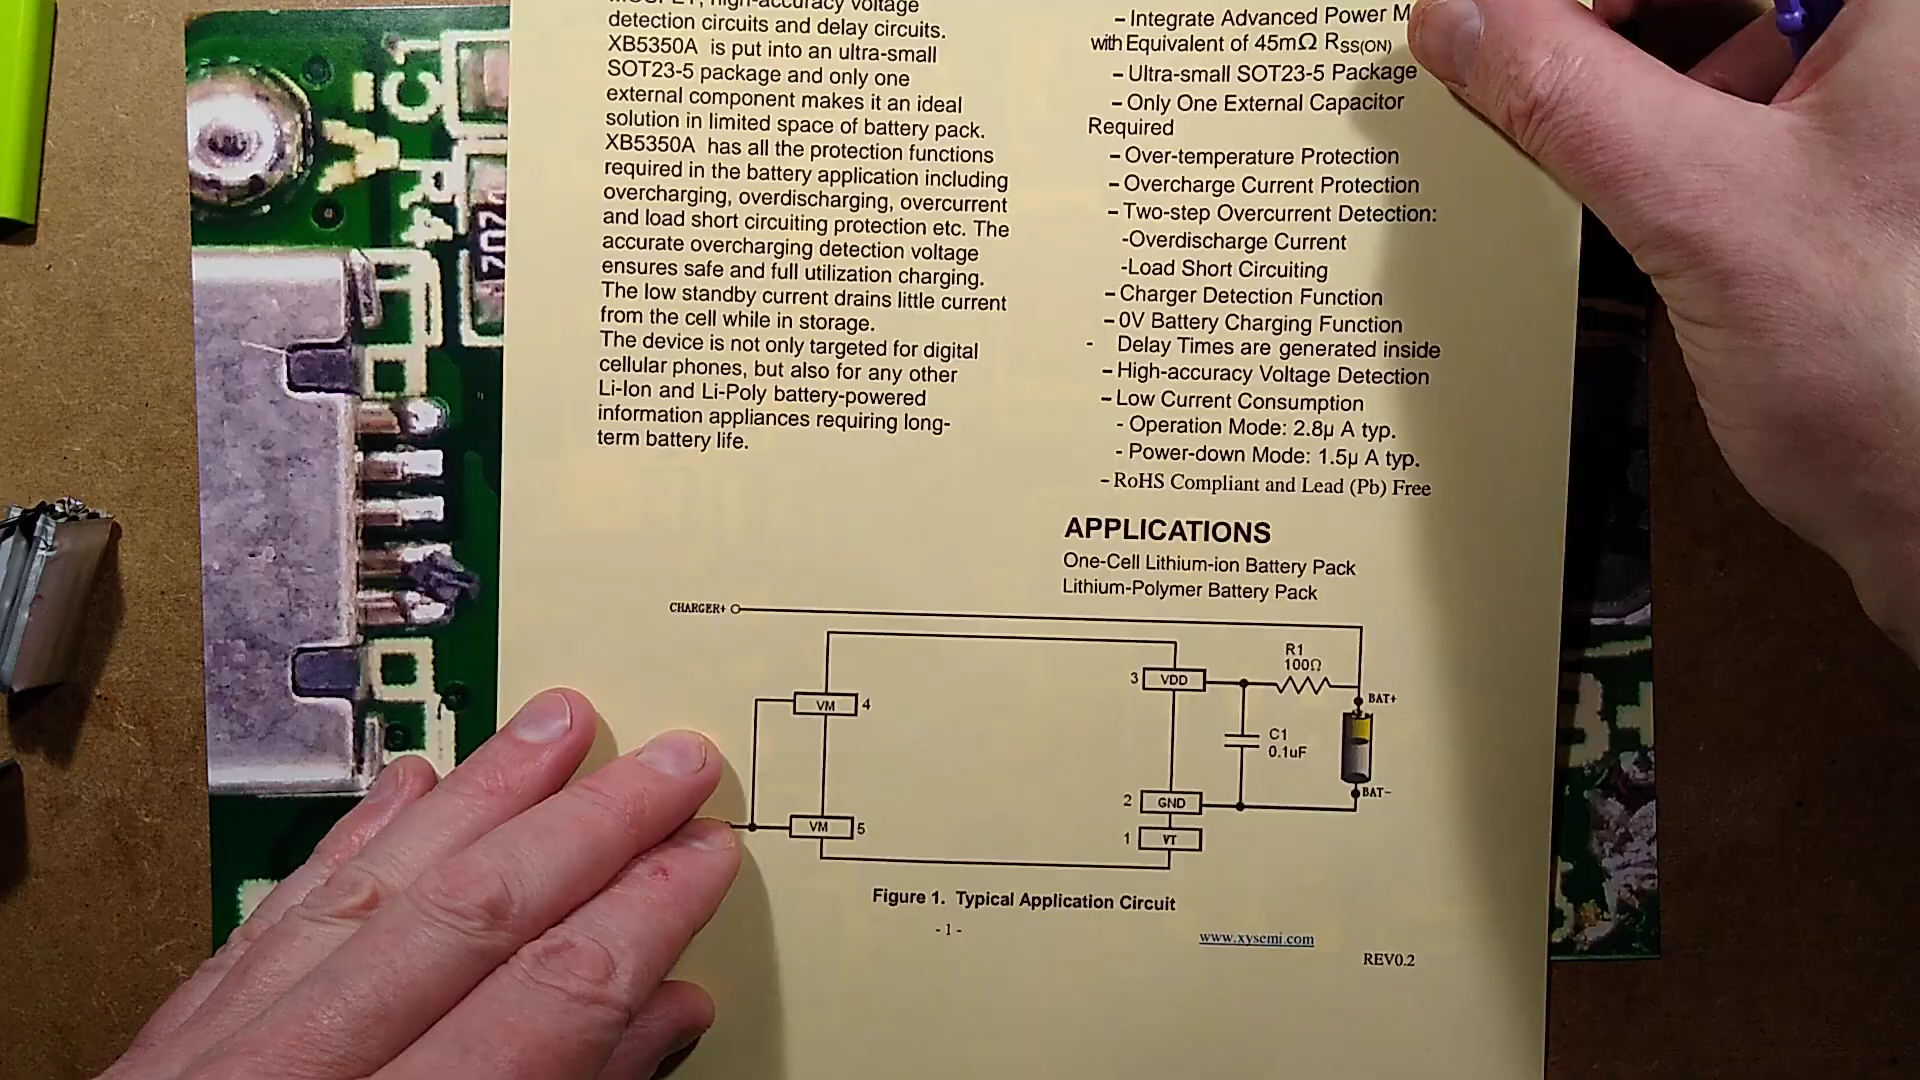 MOSFET, high-accuracy voltage
detection circuits and delay circuits.
XB5350A is put into an ultra-small
SOT23-5 package and only one
external component makes it an ideal
solution in limited space of battery pack.
XB5350A has all the protection functions
required in the battery application including
overcharging, overdischarging, overcurrent
and load short circuiting protection etc. The
accurate overcharging detection voltage
ensures safe and full utilization charging.
The low standby current drains little current
from the cell while in storage.
The device is not only targeted for digital
cellular phones, but also for any other
Li-Ion and Li-Poly battery-powered
information appliances requiring long-
term battery life.
– Integrate Advanced Power M
with Equivalent of 45mΩ RSS(ON)
– Ultra-small SOT23-5 Package
– Only One External Capacitor
Required
– Over-temperature Protection
– Overcharge Current Protection
– Two-step Overcurrent Detection:
-Overdischarge Current
-Load Short Circuiting
– Charger Detection Function
– 0V Battery Charging Function
- Delay Times are generated inside
– High-accuracy Voltage Detection
– Low Current Consumption
- Operation Mode: 2.8μ A typ.
- Power-down Mode: 1.5μ A typ.
– RoHS Compliant and Lead (Pb) Free
APPLICATIONS
One-Cell Lithium-ion Battery Pack
Lithium-Polymer Battery Pack
CHARGER+
R1
100Ω
3 VDD
BAT+
VM 4
C1
0.1uF
BAT-
2 GND
VM 5
1 VT
Figure 1. Typical Application Circuit
- 1 -
www.xysemi.com
REV0.2
C1
R4